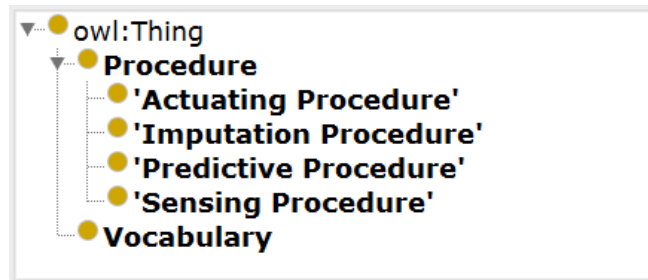 owl:Thing
Procedure
'Actuating Procedure'
'Imputation Procedure'
'Predictive Procedure'
'Sensing Procedure'
Vocabulary